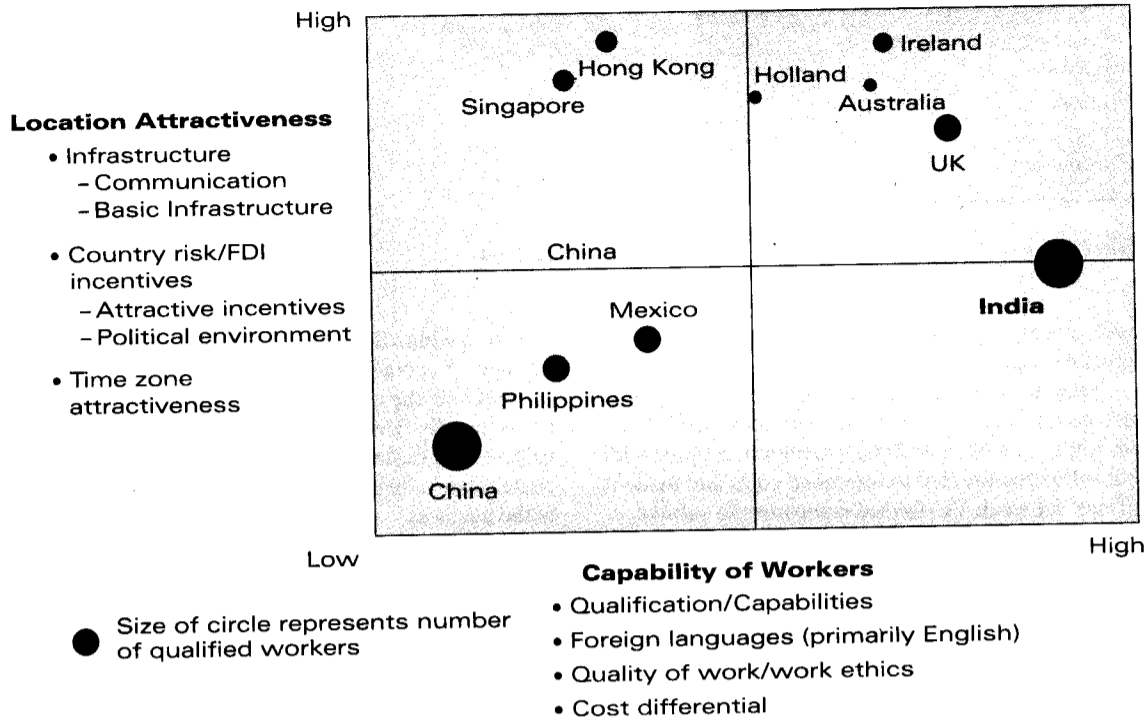 High
Hong Kong
Singapore
Holland
Ireland
Australia
UK
Location Attractiveness
• Infrastructure
– Communication
– Basic Infrastructure
• Country risk/FDI
incentives
– Attractive incentives
– Political environment
• Time zone
attractiveness
China
India
Mexico
Philippines
China
Low
High
Capability of Workers
• Qualification/Capabilities
• Foreign languages (primarily English)
• Quality of work/work ethics
• Cost differential
Size of circle represents number
of qualified workers